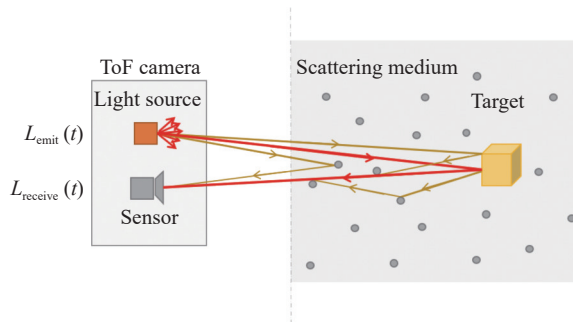 ToF camera
Scattering medium
Light source
Target
L_emit (t)
L_receive (t)
Sensor